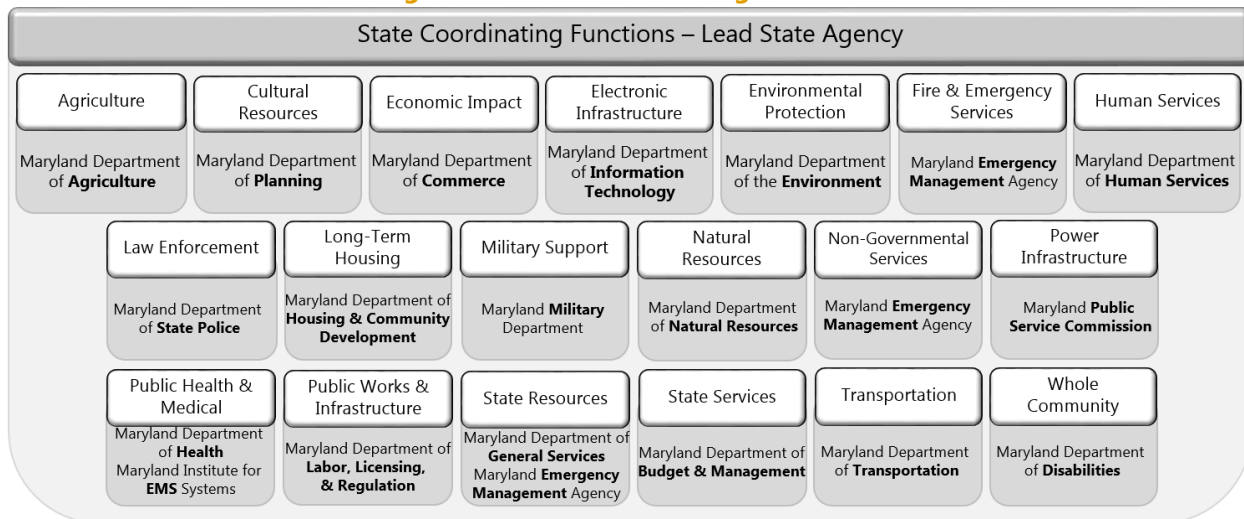 State Coordinating Functions – Lead State Agency
Agriculture
Maryland Department
of Agriculture
Cultural
Resources
Maryland Department
of Planning
Economic Impact
Maryland Department
of Commerce
Electronic
Infrastructure
Maryland Department
of Information
Technology
Environmental
Protection
Maryland Department
of the Environment
Fire & Emergency
Services
Maryland Emergency
Management Agency
Human Services
Maryland Department
of Human Services
Law Enforcement
Maryland Department
of State Police
Long-Term
Housing
Maryland Department of
Housing & Community
Development
Military Support
Maryland Military
Department
Natural
Resources
Maryland Department
of Natural Resources
Non-Governmental
Services
Maryland Emergency
Management Agency
Power
Infrastructure
Maryland Public
Service Commission
Public Health &
Medical
Maryland Department
of Health
Maryland Institute for
EMS Systems
Public Works &
Infrastructure
Maryland Department of
Labor, Licensing,
& Regulation
State Resources
Maryland Department of
General Services
Maryland Emergency
Management Agency
State Services
Maryland Department of
Budget & Management
Transportation
Maryland Department
of Transportation
Whole
Community
Maryland Department
of Disabilities